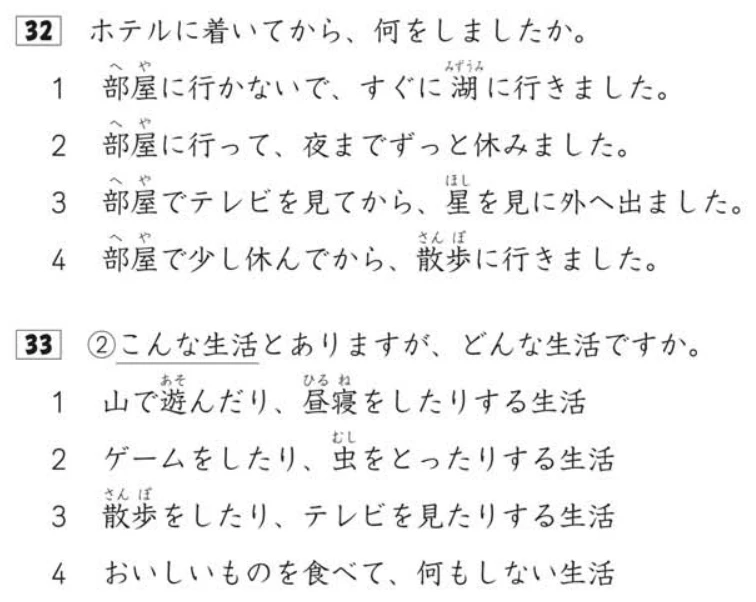 32 ホテルに着いてから、何をしましたか。
1 部屋に行かないで、すぐに湖に行きました。
2 部屋に行って、夜までずっと休みました。
3 部屋でテレビを見てから、星を見に外へ出ました。
4 部屋で少し休んでから、散歩に行きました。
33 ②こんな生活とありますが、どんな生活ですか。
1 山で遊んだり、昼寝をしたりする生活
2 ゲームをしたり、虫をとったりする生活
3 散歩をしたり、テレビを見たりする生活
4 おいしいものを食べて、何もしない生活